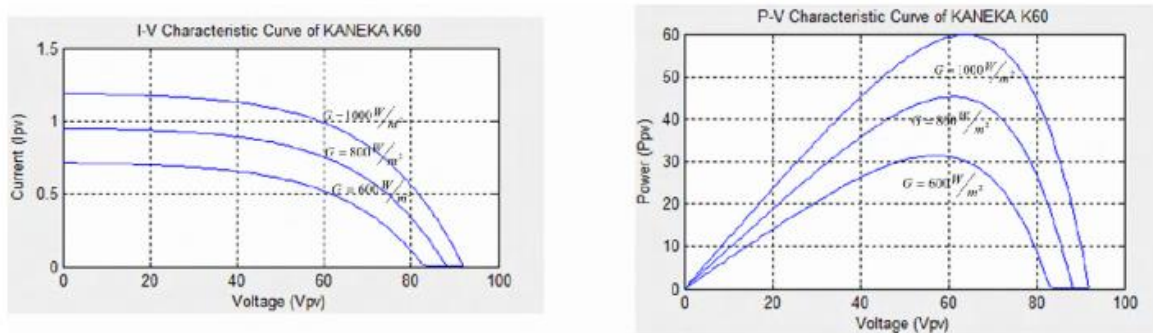 I-V Characteristic Curve of KANEKA K60
1.5
1
0.5
0
Current (Ipv)
G=1000 W/m²
G=800 W/m²
G=600 W/m²
0 20 40 60 80 100
Voltage (Vpv)
P-V Characteristic Curve of KANEKA K60
60
50
40
30
20
10
0
Power (Ppv)
G=1000 W/m²
G=800 W/m²
G=600 W/m²
0 20 40 60 80 100
Voltage (Vpv)